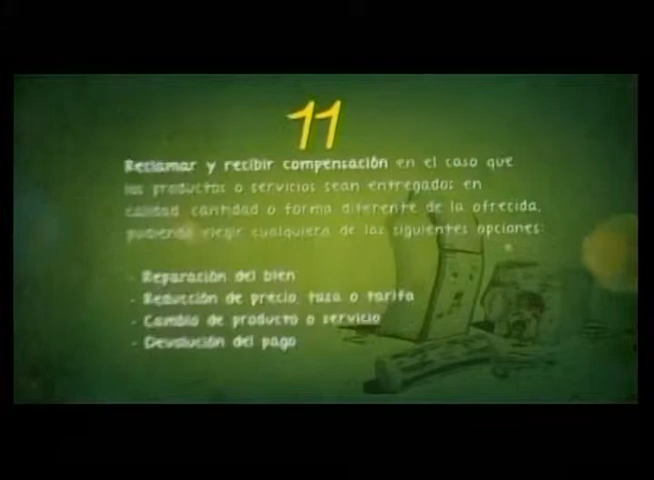 11
Reclamar y recibir compensación en el caso que
los productos o servicios sean entregados en
calidad, cantidad o forma diferente de la ofrecida,
pudiendo elegir cualquiera de las siguientes opciones:
- Reparación del bien
- Reducción de precio, tasa o tarifa
- Cambio de producto o servicio
- Devolución del pago